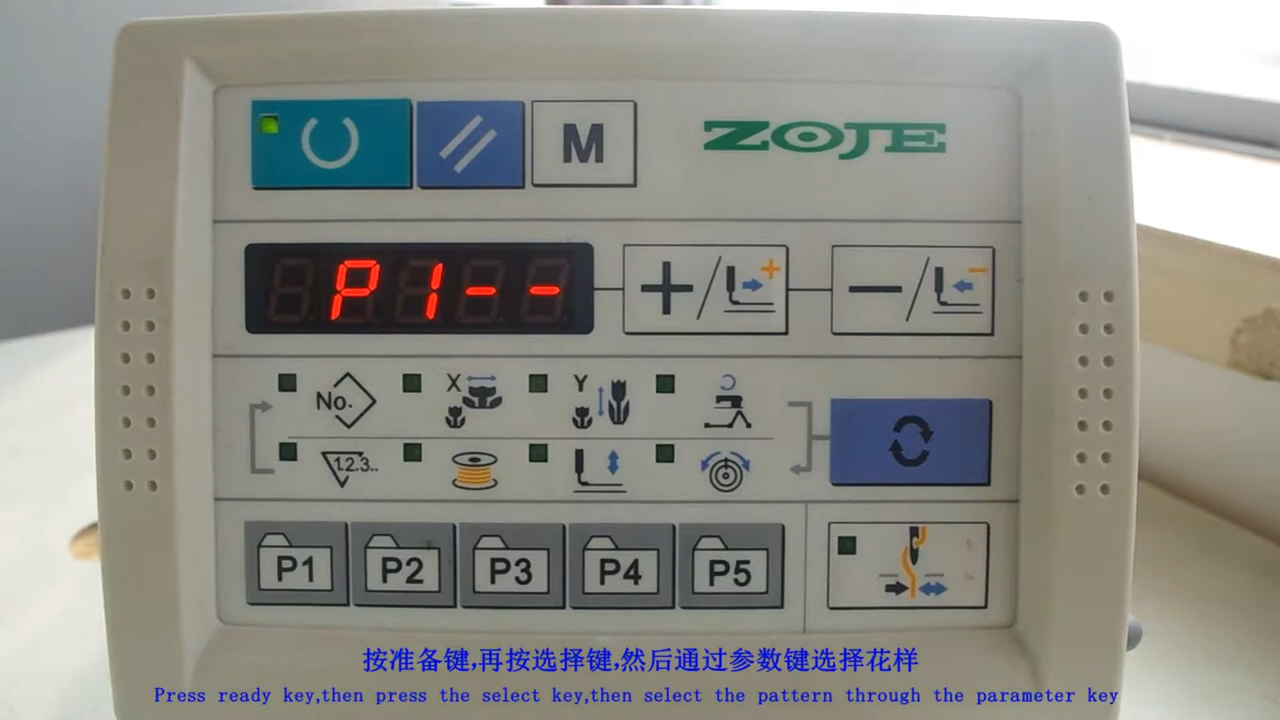 M
ZOJE
P1--
No.
X
Y
1.2.3..
P1
P2
P3
P4
P5
按准备键,再按选择键,然后通过参数键选择花样
Press ready key,then press the select key,then select the pattern through the parameter key